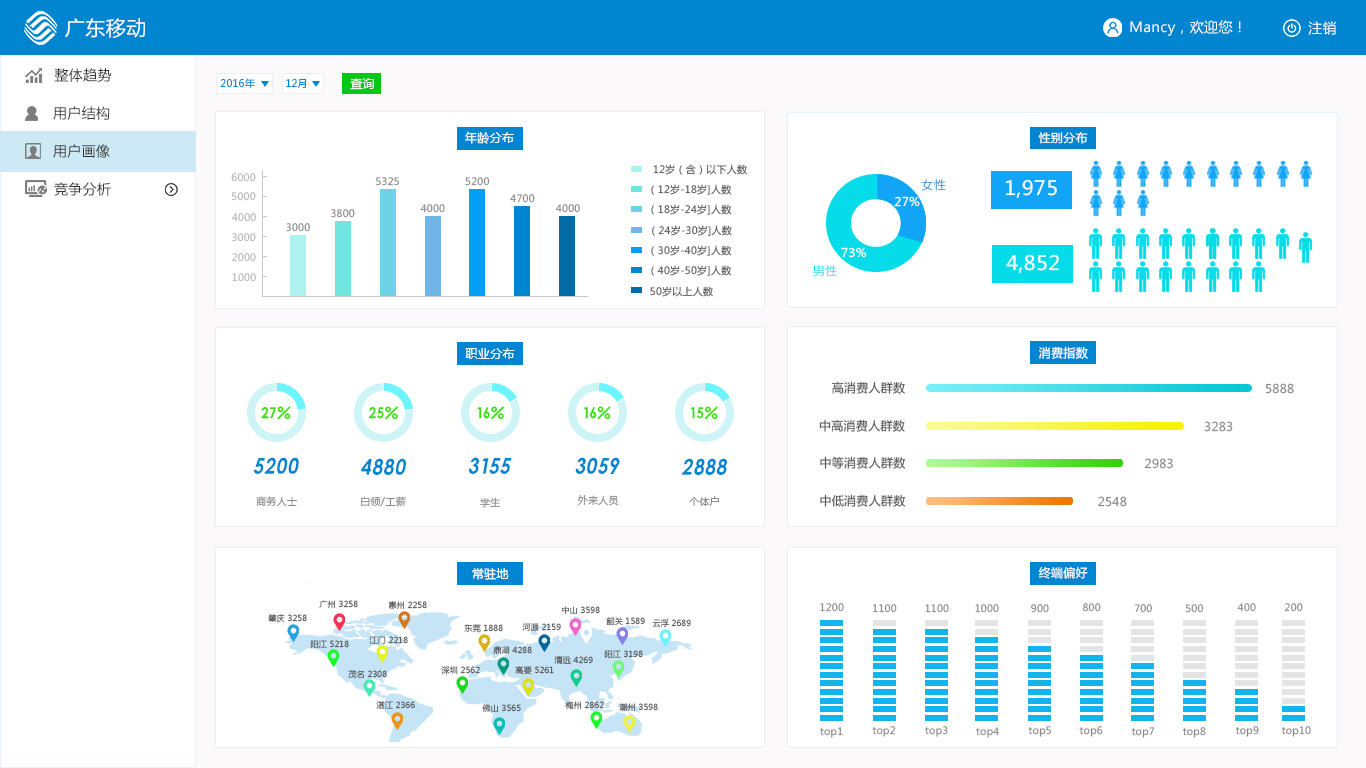 广东移动
Mancy，欢迎您！
注销
整体趋势
用户结构
用户画像
竞争分析
2016年
12月
查询
年龄分布
6000
5000
4000
3000
2000
1000
3000
3800
5325
4000
5200
4700
4000
12岁（含）以下人数
（12岁-18岁]人数
（18岁-24岁]人数
（24岁-30岁]人数
（30岁-40岁]人数
（40岁-50岁]人数
50岁以上人数
性别分布
女性
27%
73%
男性
1,975
4,852
职业分布
27%
25%
16%
16%
15%
5200
4880
3155
3059
2888
商务人士
白领/工薪
学生
外来人员
个体户
消费指数
高消费人群数
5888
中高消费人群数
3283
中等消费人群数
2983
中低消费人群数
2548
常驻地
肇庆 3258
广州 3258
惠州 2258
阳江 5218
江门 2218
茂名 2308
湛江 2366
东莞 1888
河源 2159
中山 3598
韶关 1589
云浮 2689
鼎湖 4288
深圳 2562
高要 5261
清远 4269
阳江 3198
佛山 3565
梅州 2862
潮州 3598
终端偏好
1200
1100
1100
1000
900
800
700
500
400
200
top1
top2
top3
top4
top5
top6
top7
top8
top9
top10